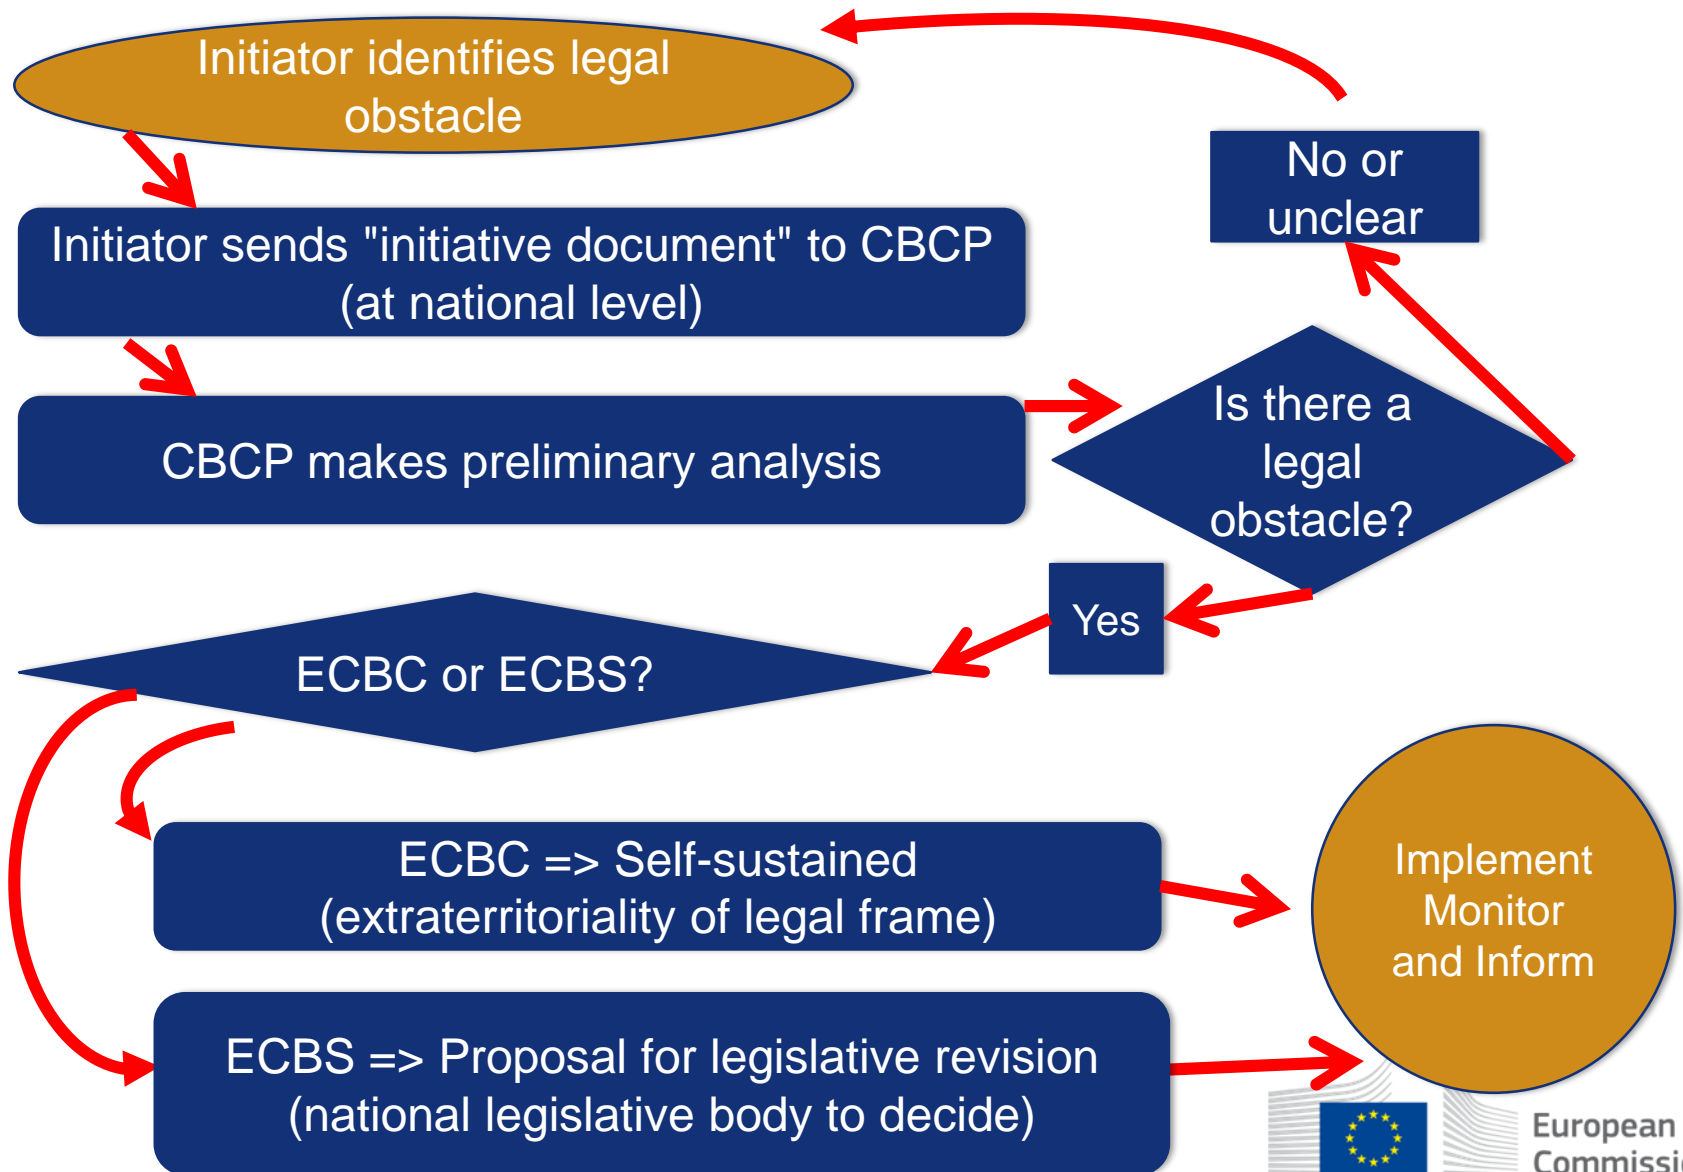 Initiator identifies legal
obstacle
No or
unclear
Initiator sends "initiative document" to CBCP
(at national level)
Is there a
legal
obstacle?
CBCP makes preliminary analysis
Yes
ECBC or ECBS?
ECBC => Self-sustained
(extraterritoriality of legal frame)
Implement
Monitor
and Inform
ECBS => Proposal for legislative revision
(national legislative body to decide)
European
Commissi